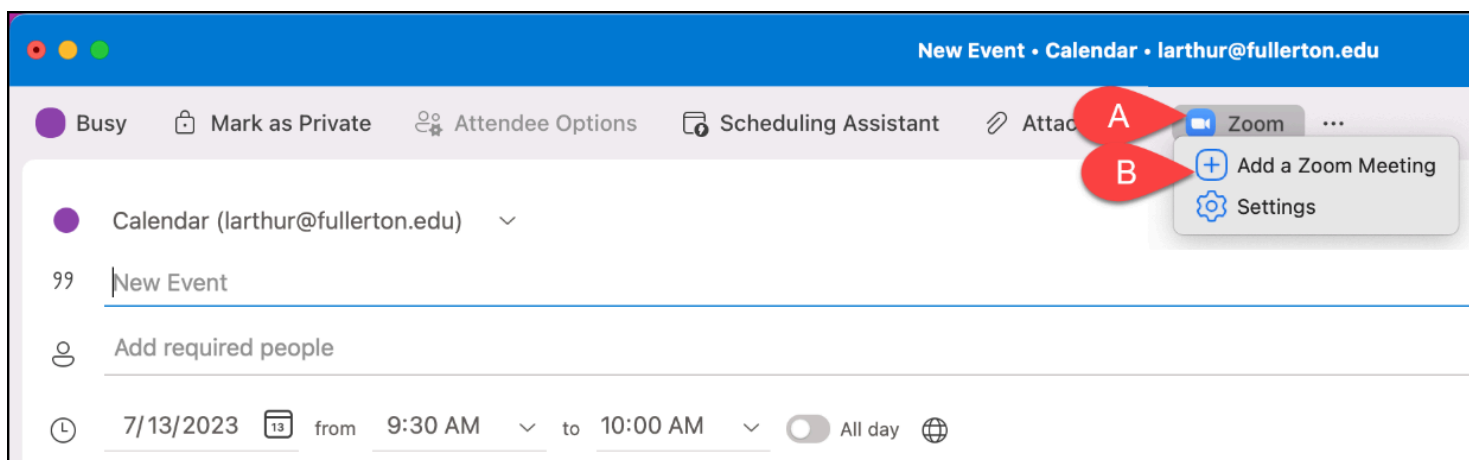 New Event • Calendar • larthur@fullerton.edu
Busy Mark as Private Attendee Options Scheduling Assistant Attac A Zoom ...
B Add a Zoom Meeting
Settings
Calendar (larthur@fullerton.edu)
New Event
Add required people
7/13/2023 13 from 9:30 AM to 10:00 AM All day